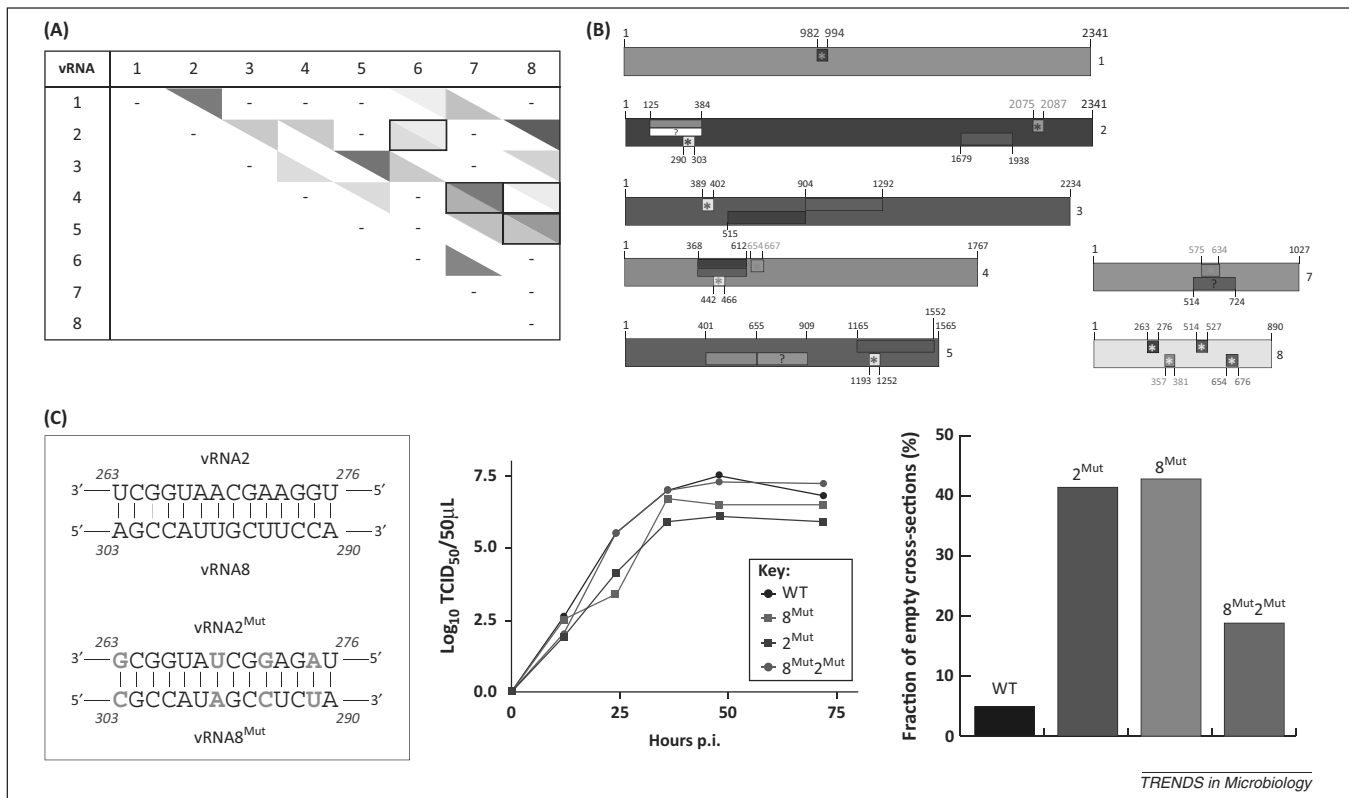 (A)
vRNA 1 2 3 4 5 6 7 8
1 - - - - -
2 - - -
3 - - -
4 - - -
5 - -
6 - -
7 - -
8 -
(B)
1 982 994 2341
* 1
1 125 384 2075 2087 2341
? * * 2
290 303 1679 1938
1 389 402 904 1292 2234
* 3
515
1 368 612 654 667 1767
* 4
442 466
1 401 655 909 1165 1552 1565
? * 5
1193 1252
1 575 634 1027
? 7
514 724
1 263 276 514 527 890
* * * * 8
357 381 654 676
(C)
vRNA2
263 276
3′ UCGGUAACGAAGGU 5′
5′ AGCCAUUGCUUCCA 3′
303 290
vRNA8
vRNA2Mut
263 276
3′ GCGGUAUCGGAGAU 5′
5′ CGCCAUAGCCUCUA 3′
303 290
vRNA8Mut
Log10 TCID50/50μL
7.5
5.0
2.5
0.0
0 25 50 75
Hours p.i.
Key:
WT
8Mut
2Mut
8Mut2Mut
Fraction of empty cross-sections (%)
50
40
30
20
10
0
WT
2Mut
8Mut
8Mut2Mut
TRENDS in Microbiology